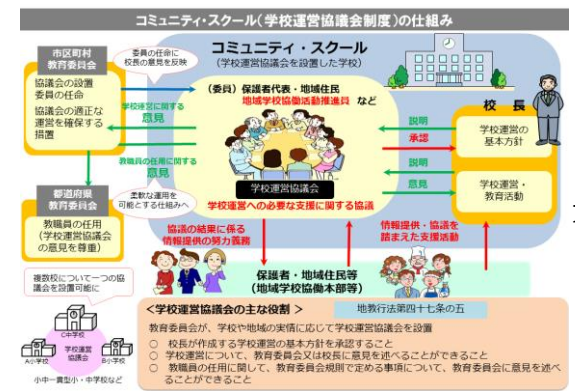 コミュニティ・スクール(学校運営協議会制度)の仕組み
市区町村
教育委員会
協議会の設置
委員の任命
協議会の適正な
運営を確保する
措置
委員の任命に
校長の意見を反映
コミュニティ・スクール
(学校運営協議会を設置した学校)
(委員)保護者代表・地域住民
地域学校協働活動推進員 など
学校運営に関する
意見
教職員の任用に関する
意見
柔軟な運用を
可能とする仕組みへ
学校運営協議会
学校運営への必要な支援に関する協議
校 長
説明
承認
学校運営の
基本方針
説明
意見
学校運営・
教育活動
都道府県
教育委員会
教職員の任用
(学校運営協議会
の意見を尊重)
協議の結果に係る
情報提供の努力義務
情報提供・協議を
踏まえた支援活動
保護者・地域住民等
(地域学校協働本部等)
複数校について一つの協
議会を設置可能に
C中学校
学校運営
協議会
A小学校
B小学校
小中一貫型小・中学校など
<学校運営協議会の主な役割>
地教行法第四十七条の五
教育委員会が、学校や地域の実情に応じて学校運営協議会を設置
○ 校長が作成する学校運営の基本方針を承認すること
○ 学校運営について、教育委員会又は校長に意見を述べることができること
○ 教職員の任用に関して、教育委員会規則で定める事項について、教育委員会に意見を述べ
ることができること